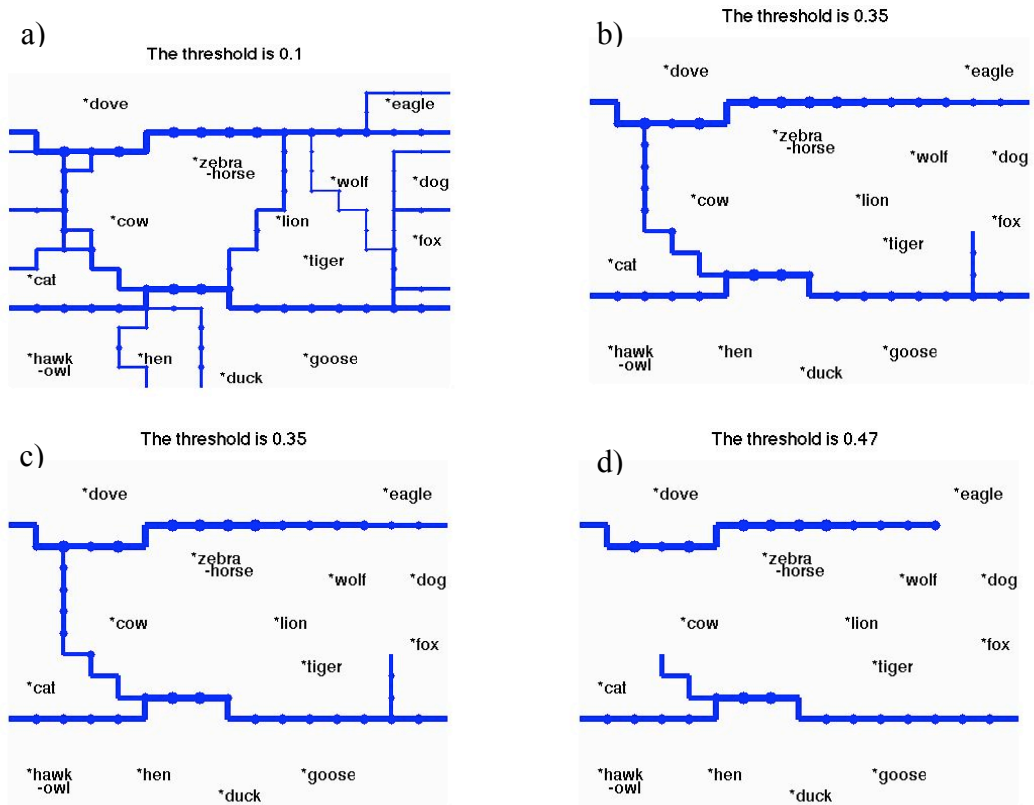 a)
The threshold is 0.1
*dove
*eagle
*zebra
-horse
*wolf
*dog
*cow
*lion
*fox
*tiger
*cat
*hawk
-owl
*hen
*goose
*duck
b)
The threshold is 0.35
*dove
*eagle
*zebra
-horse
*wolf
*dog
*cow
*lion
*fox
*tiger
*cat
*hawk
-owl
*hen
*goose
*duck
c)
The threshold is 0.35
*dove
*eagle
*zebra
-horse
*wolf
*dog
*cow
*lion
*fox
*tiger
*cat
*hawk
-owl
*hen
*goose
*duck
d)
The threshold is 0.47
*dove
*eagle
*zebra
-horse
*wolf
*dog
*cow
*lion
*fox
*tiger
*cat
*hawk
-owl
*hen
*goose
*duck